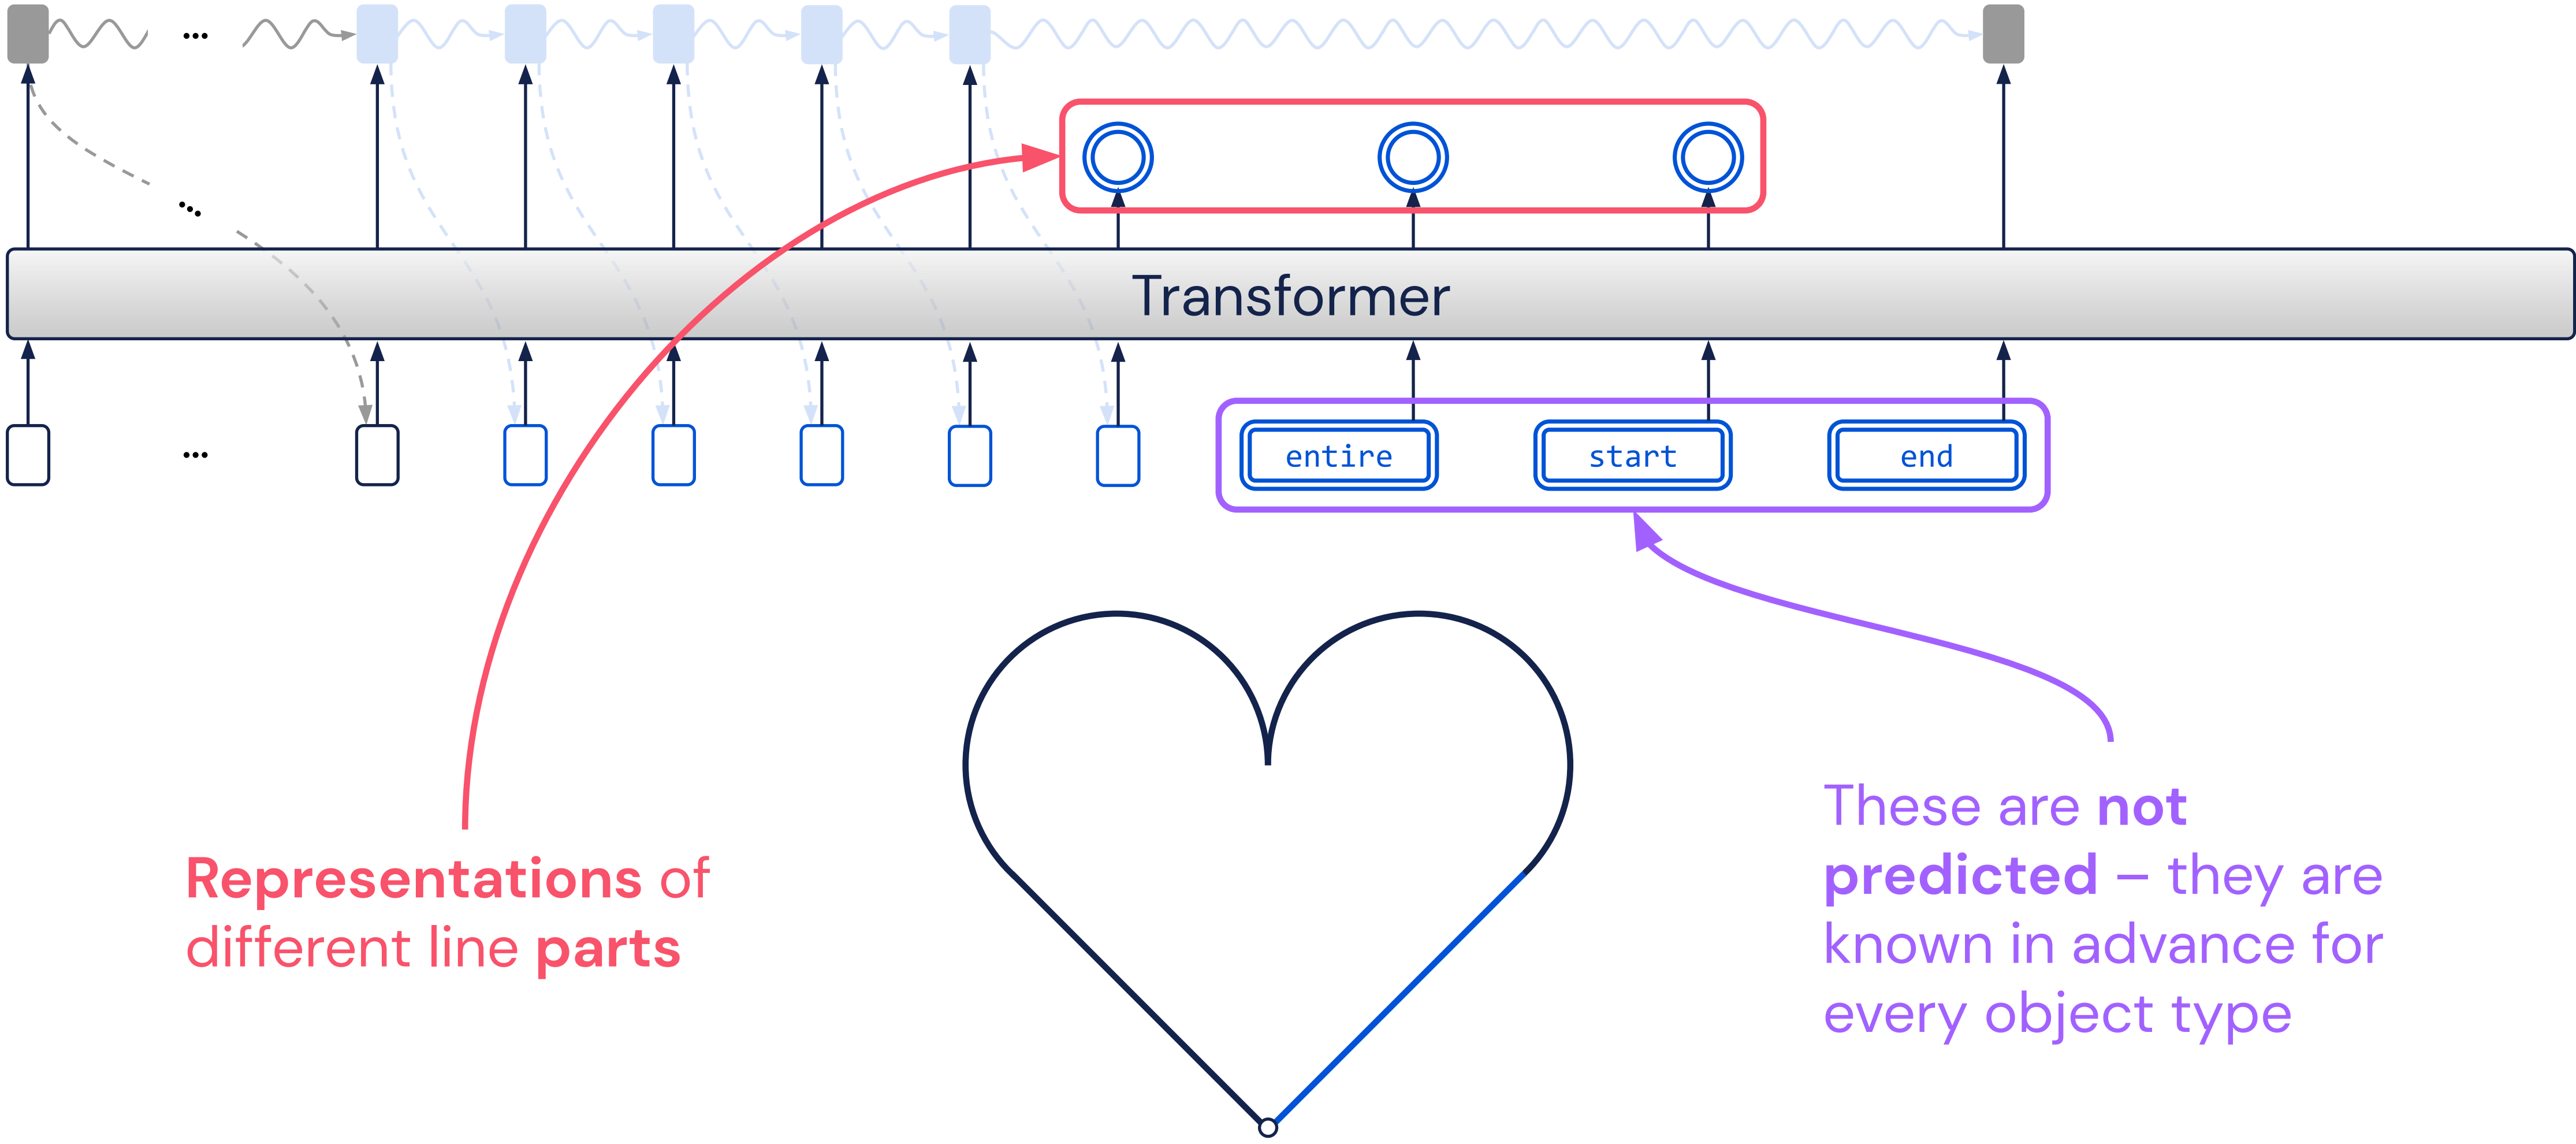 ...
...
Transformer
...
entire
start
end
These are not
predicted – they are
known in advance for
every object type
Representations of
different line parts